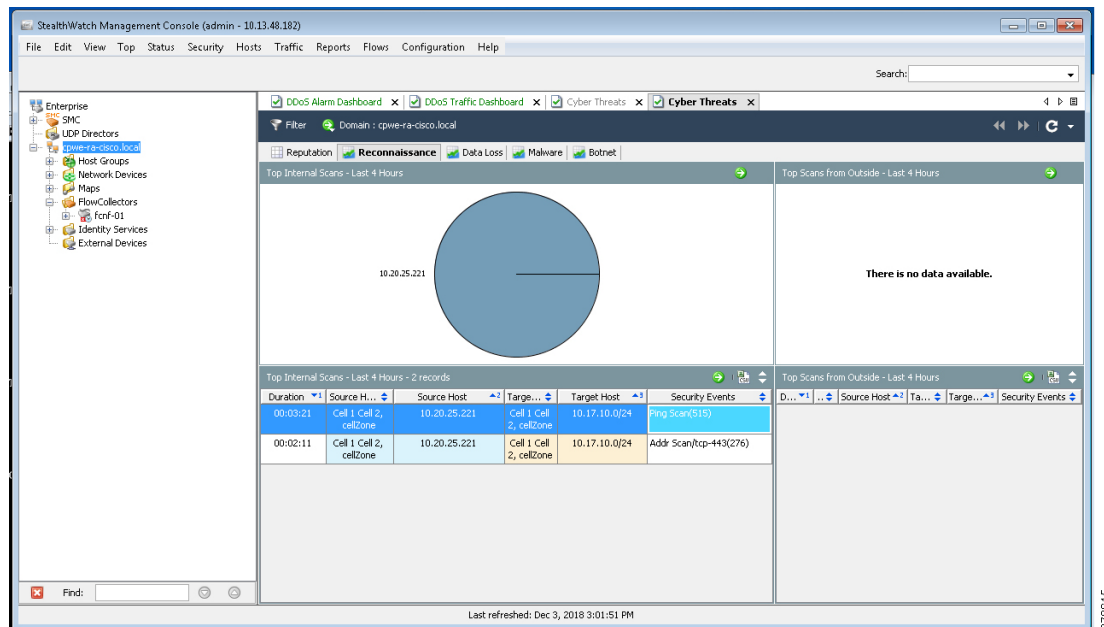 StealthWatch Management Console (admin - 10.13.48.182)
File Edit View Top Status Security Hosts Traffic Reports Flows Configuration Help
Search:
Enterprise
SMC
UDP Directors
cpwe-ra-cisco.local
Host Groups
Network Devices
Maps
FlowCollectors
fcnf-01
Identity Services
External Devices
Find:
DDoS Alarm Dashboard DDoS Traffic Dashboard Cyber Threats Cyber Threats
Filter Domain : cpwe-ra-cisco.local
Reputation Reconnaissance Data Loss Malware Botnet
Top Internal Scans - Last 4 Hours
10.20.25.221
Top Scans from Outside - Last 4 Hours
There is no data available.
Top Internal Scans - Last 4 Hours - 2 records
Duration 1 Source H... Source Host 2 Targe... Target Host 3 Security Events
00:03:21 Cell 1 Cell 2, cellZone 10.20.25.221 Cell 1 Cell 2, cellZone 10.17.10.0/24 Ping Scan(515)
00:02:11 Cell 1 Cell 2, cellZone 10.20.25.221 Cell 1 Cell 2, cellZone 10.17.10.0/24 Addr Scan/tcp-443(276)
Top Scans from Outside - Last 4 Hours
D... 1 .. Source Host 2 Ta... Targe... 3 Security Events
Last refreshed: Dec 3, 2018 3:01:51 PM